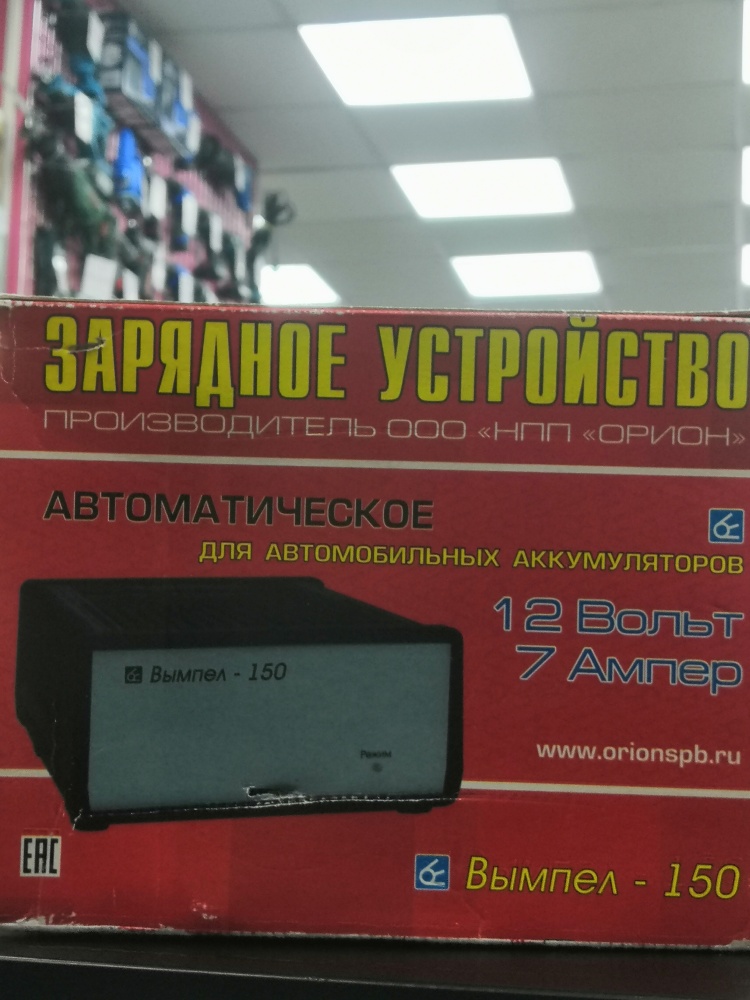 ЗАРЯДНОЕ УСТРОЙСТВО
ПРОИЗВОДИТЕЛЬ ООО «НПП «ОРИОН»
АВТОМАТИЧЕСКОЕ
ДЛЯ АВТОМОБИЛЬНЫХ АККУМУЛЯТОРОВ
12 Вольт
7 Ампер
Вымпел - 150
Режим
www.orionspb.ru
EAC
Вымпел - 150